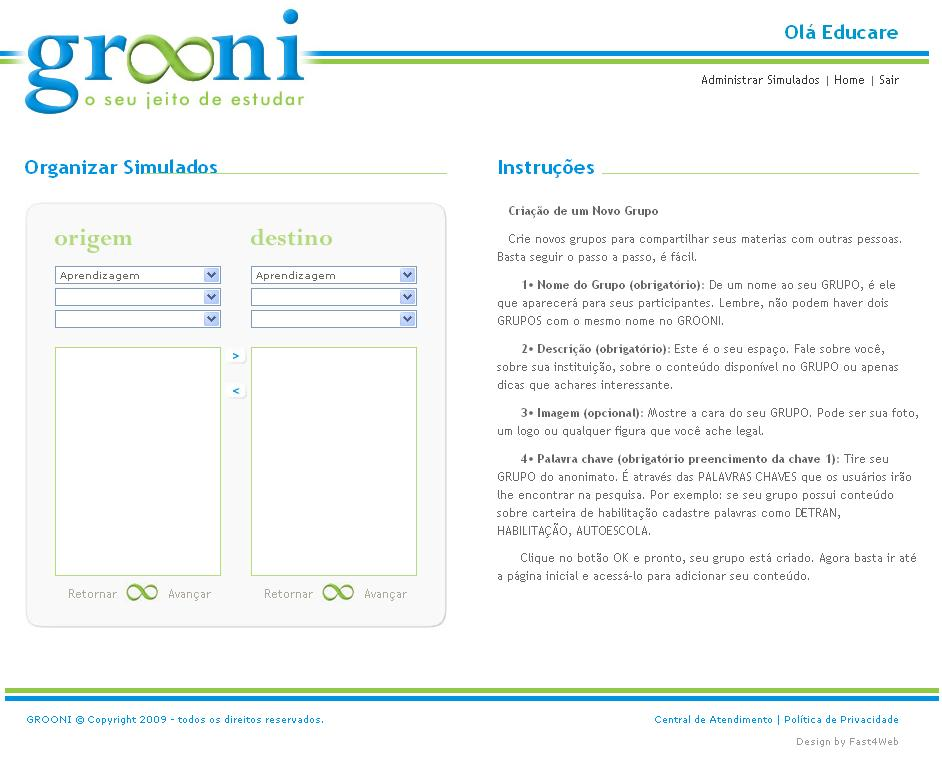 grooni
o seu jeito de estudar
Olá Educare
Administrar Simulados | Home | Sair
Organizar Simulados
origem
destino
Aprendizagem
Aprendizagem
>
<
Retornar
Avançar
Retornar
Avançar
Instruções
Criação de um Novo Grupo
Crie novos grupos para compartilhar seus materias com outras pessoas.
Basta seguir o passo a passo, é fácil.
1• Nome do Grupo (obrigatório): De um nome ao seu GRUPO, é ele
que aparecerá para seus participantes. Lembre, não podem haver dois
GRUPOS com o mesmo nome no GROONI.
2• Descrição (obrigatório): Este é o seu espaço. Fale sobre você,
sobre sua instituição, sobre o conteúdo disponível no GRUPO ou apenas
dicas que achares interessante.
3• Imagem (opcional): Mostre a cara do seu GRUPO. Pode ser sua foto,
um logo ou qualquer figura que você ache legal.
4• Palavra chave (obrigatório preencimento da chave 1): Tire seu
GRUPO do anonimato. É através das PALAVRAS CHAVES que os usuários irão
lhe encontrar na pesquisa. Por exemplo: se seu grupo possui conteúdo
sobre carteira de habilitação cadastre palavras como DETRAN,
HABILITAÇÃO, AUTOESCOLA.
Clique no botão OK e pronto, seu grupo está criado. Agora basta ir até
a página inicial e acessá-lo para adicionar seu conteúdo.
GROONI © Copyright 2009 - todos os direitos reservados.
Central de Atendimento | Política de Privacidade
Design by Fast4Web